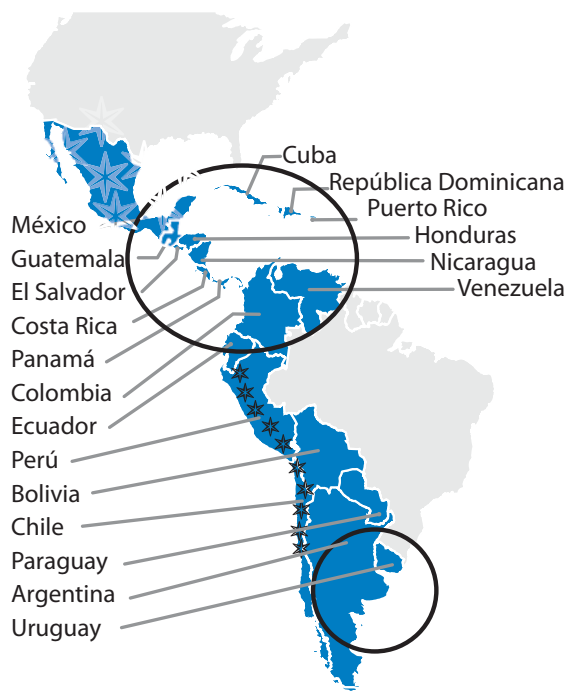 Cuba
República Dominicana
Puerto Rico
Honduras
Nicaragua
Venezuela
México
Guatemala
El Salvador
Costa Rica
Panamá
Colombia
Ecuador
Perú
Bolivia
Chile
Paraguay
Argentina
Uruguay